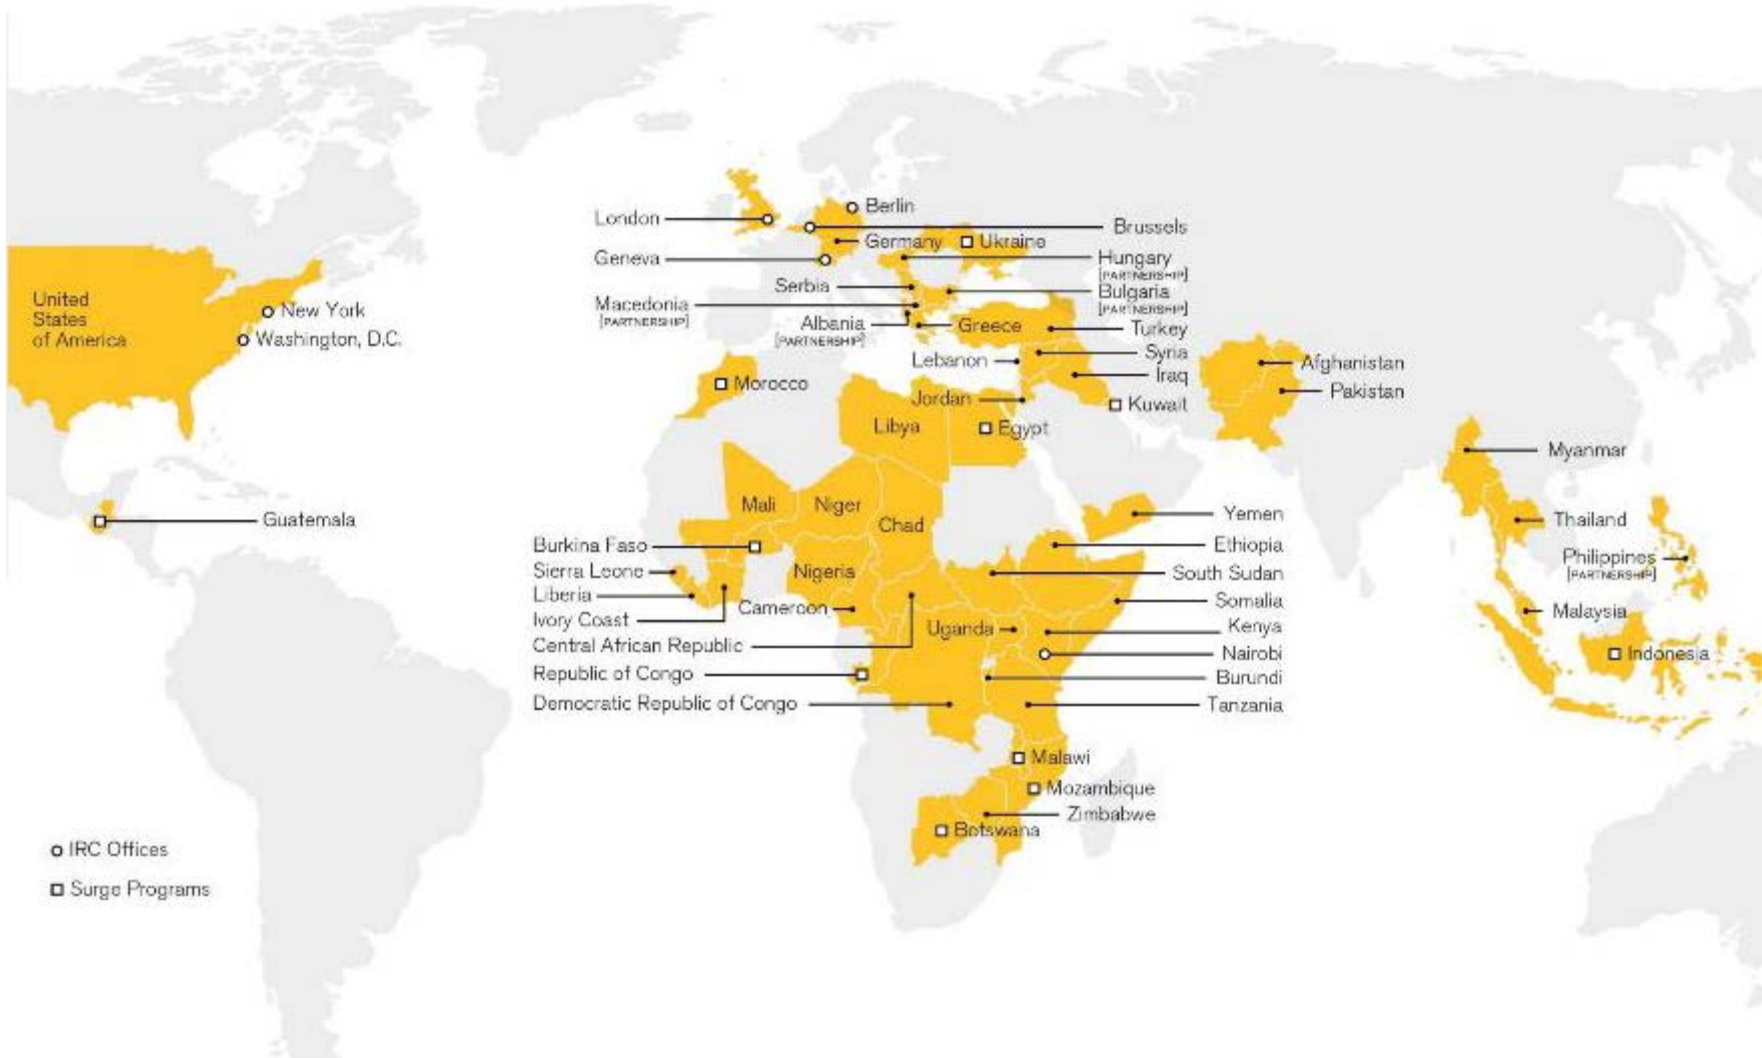 London
Berlin
Brussels
Germany
Ukraine
Geneva
Hungary
[PARTNERSHIP]
Serbia
Bulgaria
[PARTNERSHIP]
Macedonia
[PARTNERSHIP]
Albania
[PARTNERSHIP]
Greece
Turkey
United
States
of America
New York
Washington, D.C.
Lebanon
Syria
Iraq
Afghanistan
Pakistan
Morocco
Jordan
Kuwait
Libya
Egypt
Myanmar
Mali
Niger
Chad
Yemen
Guatemala
Thailand
Burkina Faso
Ethiopia
Sierra Leone
Nigeria
South Sudan
Philippines
[PARTNERSHIP]
Liberia
Cameroon
Somalia
Malaysia
Ivory Coast
Uganda
Kenya
Central African Republic
Nairobi
Indonesia
Republic of Congo
Burundi
Democratic Republic of Congo
Tanzania
Malawi
Mozambique
Zimbabwe
Botswana
IRC Offices
Surge Programs